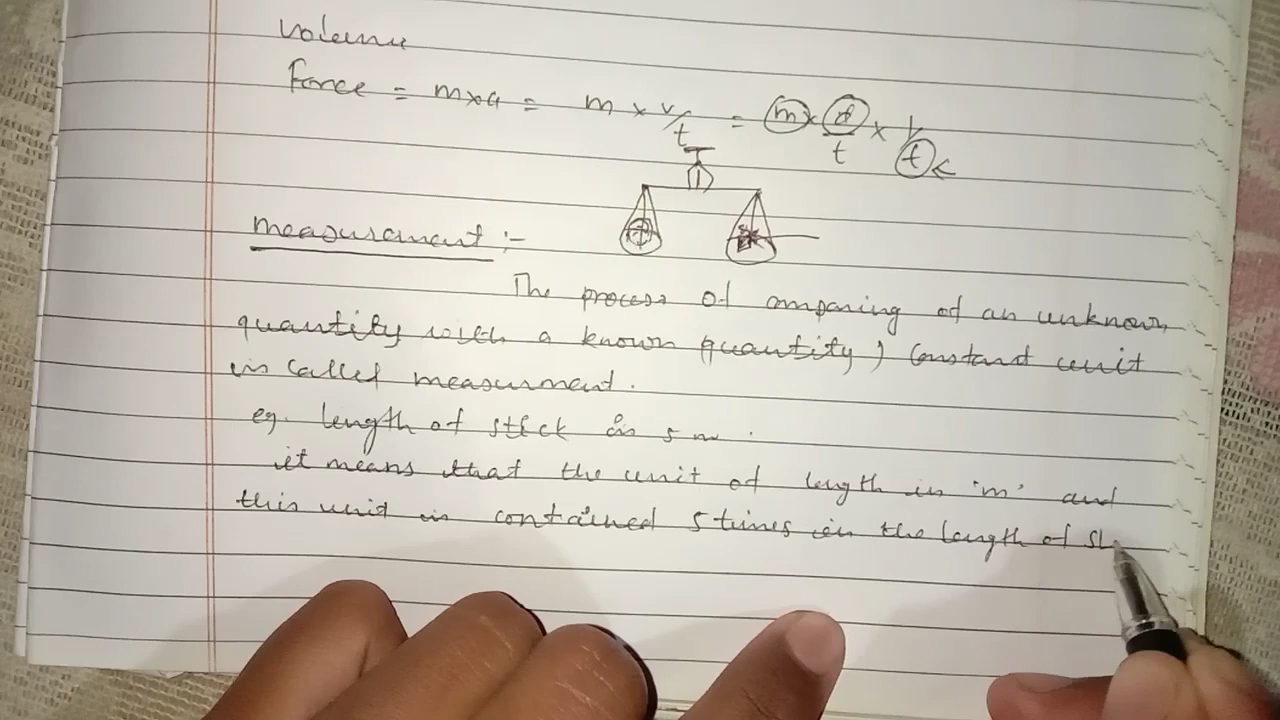 Volume
Force = m×a = m × v/t = m × d/t × 1/t
measurement :-
The process of comparing of an unknown
quantity with a known quantity) constant unit
is called measurment.
eg. length of stick is 5 m.
it means that the unit of length is 'm' and
this unit is contained 5 times in the length of st